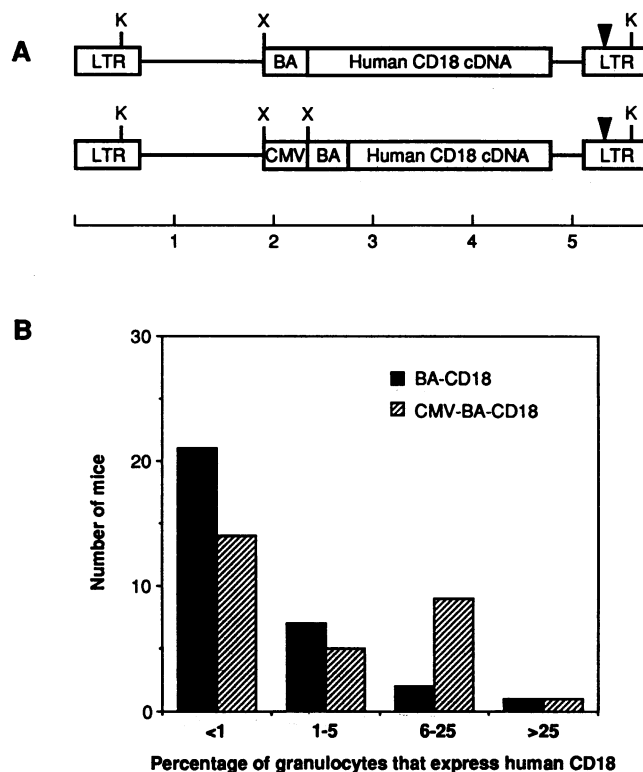 A
K X K
LTR BA Human CD18 cDNA LTR
K X X K
LTR CMV BA Human CD18 cDNA LTR
1 2 3 4 5
B
30
20
10
0
Number of mice
BA-CD18
CMV-BA-CD18
<1 1-5 6-25 >25
Percentage of granulocytes that express human CD18